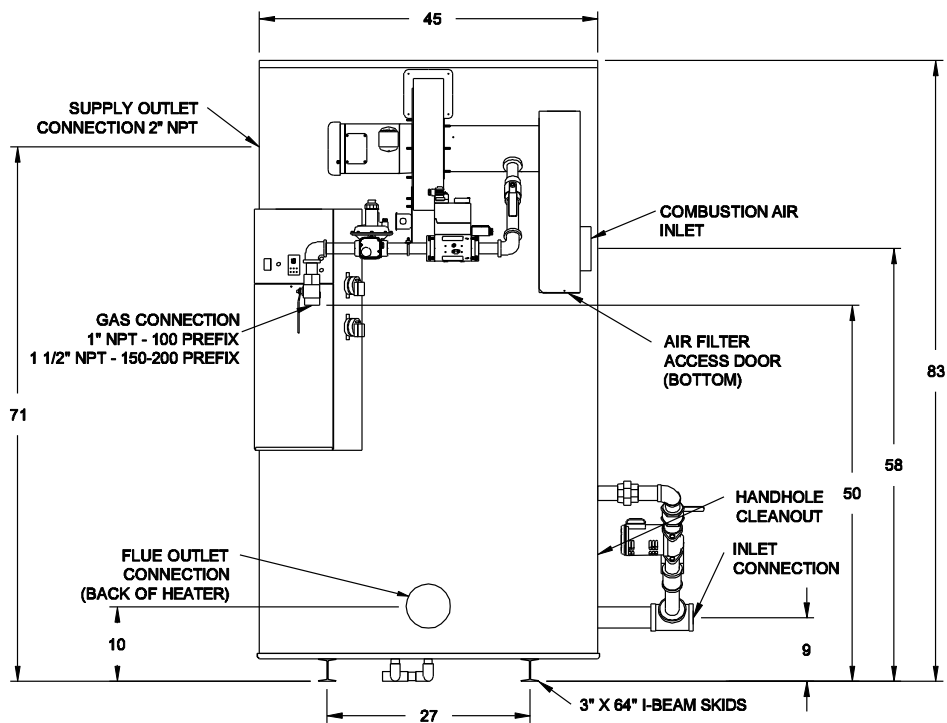 45
SUPPLY OUTLET
CONNECTION 2" NPT
COMBUSTION AIR
INLET
GAS CONNECTION
1" NPT - 100 PREFIX
1 1/2" NPT - 150-200 PREFIX
AIR FILTER
ACCESS DOOR
(BOTTOM)
83
71
58
50
HANDHOLE
CLEANOUT
FLUE OUTLET
CONNECTION
(BACK OF HEATER)
INLET
CONNECTION
10
9
3" X 64" I-BEAM SKIDS
27